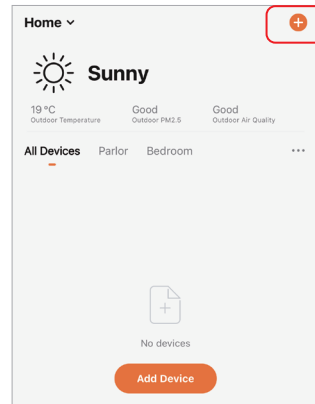 Home
Sunny
19 °C Good Good
Outdoor Temperature Outdoor PM2.5 Outdoor Air Quality
All Devices Parlor Bedroom ...
No devices
Add Device